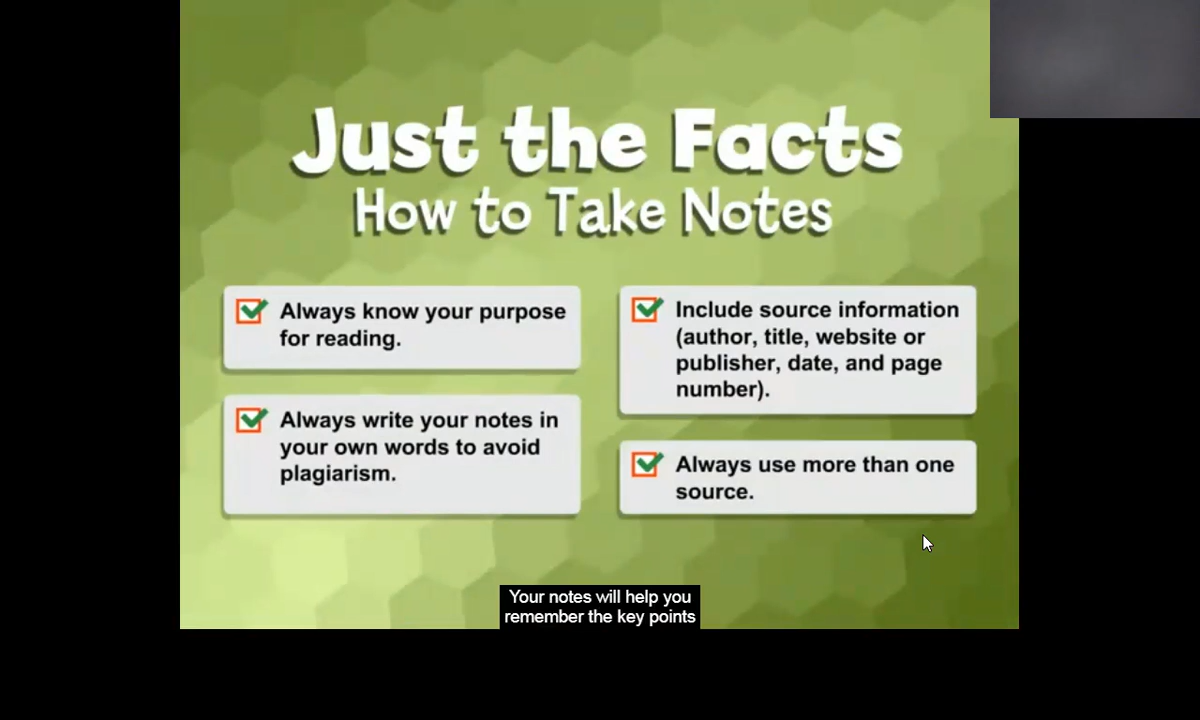 Just the Facts
How to Take Notes
Always know your purpose
for reading.
Always write your notes in
your own words to avoid
plagiarism.
Include source information
(author, title, website or
publisher, date, and page
number).
Always use more than one
source.
Your notes will help you
remember the key points